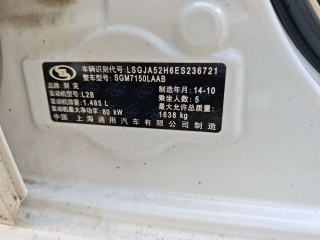 车辆识别代号:LSGJA52H6ES236721
整车型号:SGM7150LAAB
品牌:别克 制造年月:14-10
发动机型号:L2B 乘坐人数:5
发动机排量:1.485 L 最大允许总质量:
发动机最大净功率:80 kW 1638 kg
中国 上海通用汽车有限公司制造